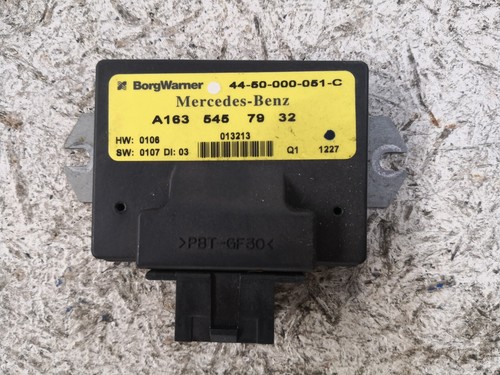 BorgWarner 44-50-000-051-C
Mercedes-Benz
A163 545 79 32
HW: 0106 013213
SW: 0107 DI: 03 Q1 1227
>PBT-GF30<